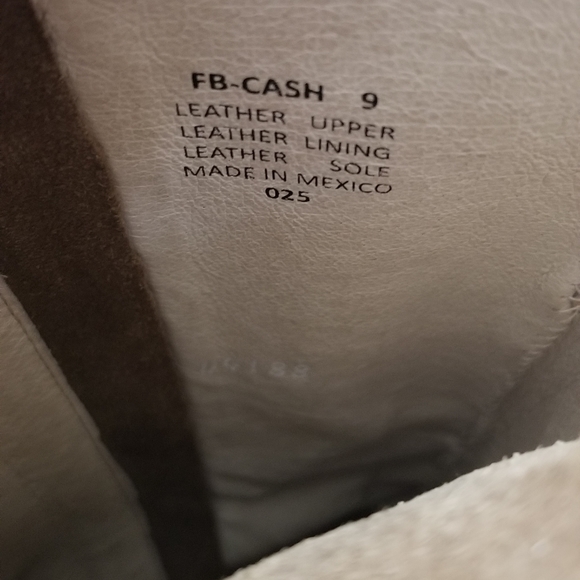 FB-CASH 9
LEATHER UPPER
LEATHER LINING
LEATHER SOLE
MADE IN MEXICO
025